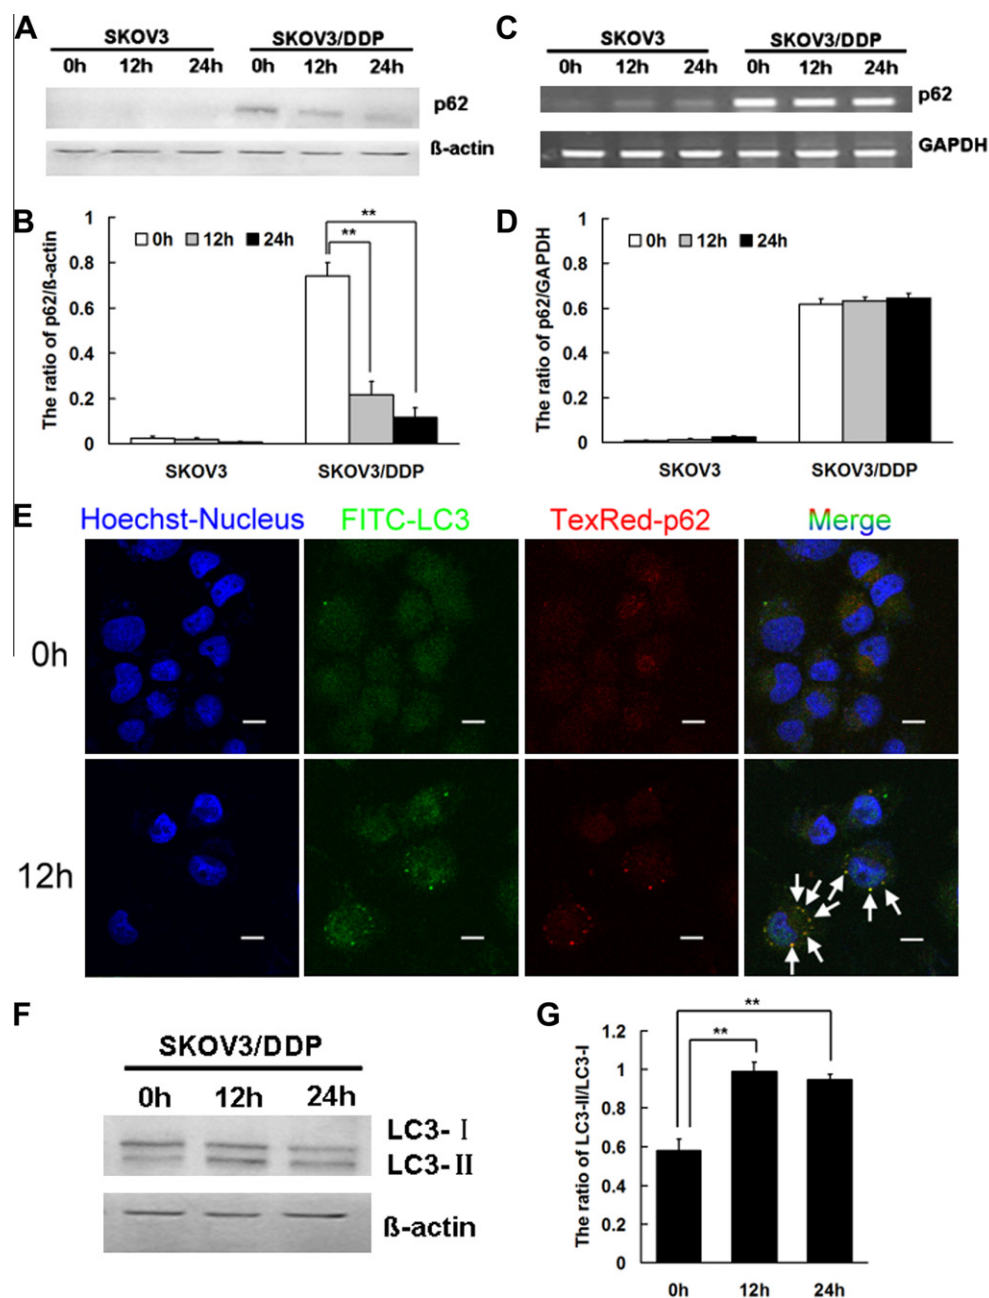 A
SKOV3 SKOV3/DDP
0h 12h 24h 0h 12h 24h
p62
ß-actin
C
SKOV3 SKOV3/DDP
0h 12h 24h 0h 12h 24h
p62
GAPDH
B
The ratio of p62/ß-actin
1
0.8
0.6
0.4
0.2
0
0h 12h 24h
**
**
SKOV3 SKOV3/DDP
D
The ratio of p62/GAPDH
1
0.8
0.6
0.4
0.2
0
0h 12h 24h
SKOV3 SKOV3/DDP
E
Hoechst-Nucleus FITC-LC3 TexRed-p62 Merge
0h
12h
F
SKOV3/DDP
0h 12h 24h
LC3- Ⅰ
LC3-Ⅱ
ß-actin
G
The ratio of LC3-II/LC3-I
1.2
1
0.8
0.6
0.4
0.2
0
**
**
0h 12h 24h